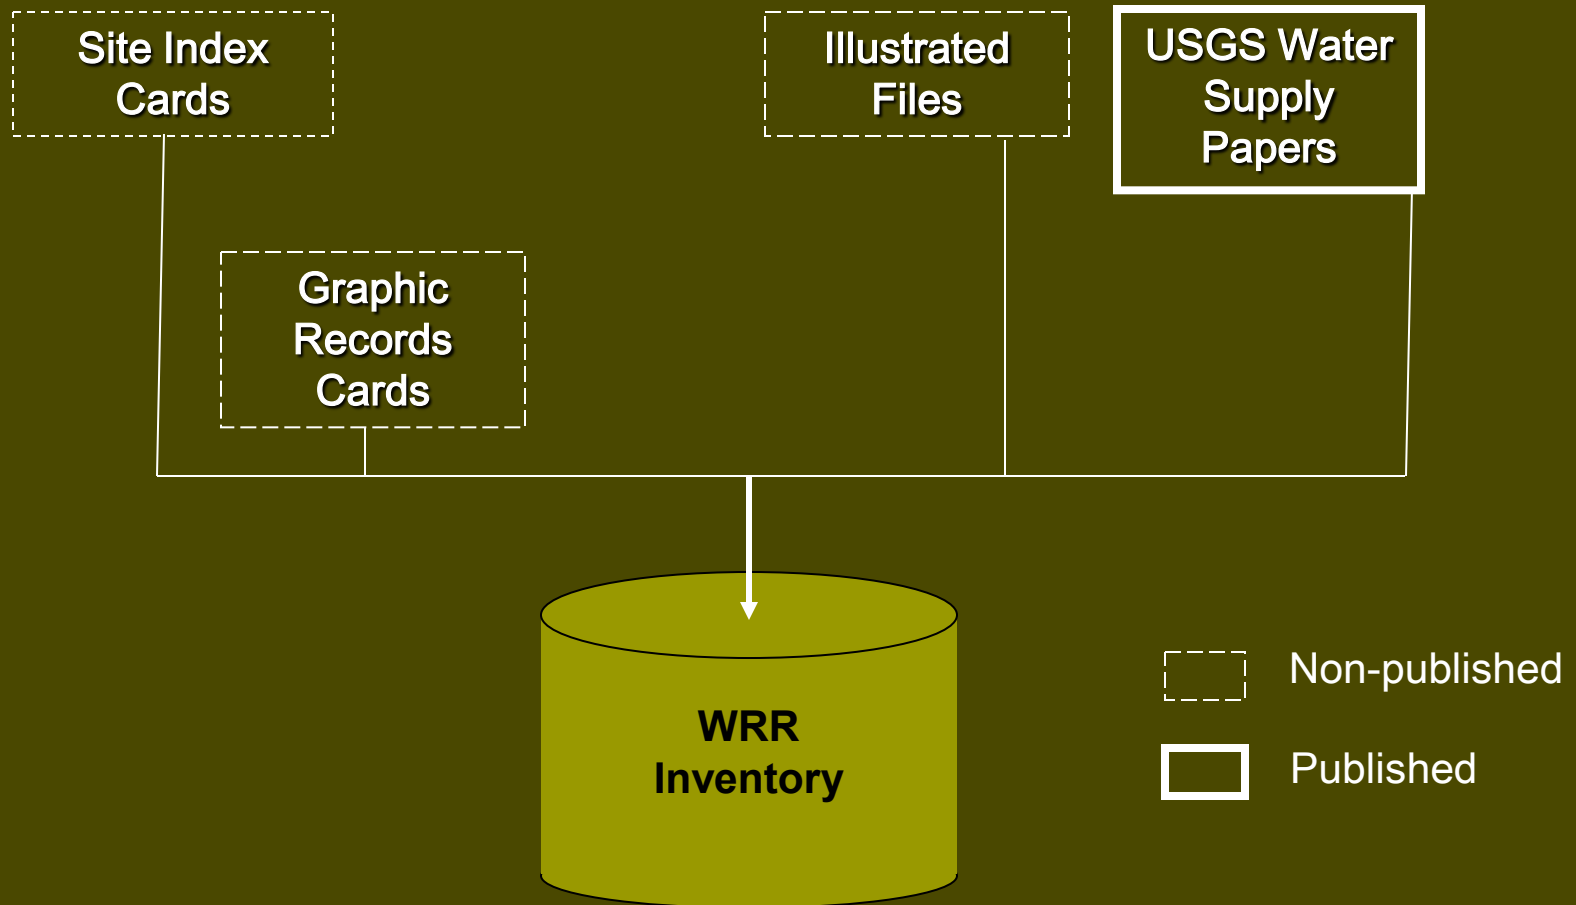 Site Index
Cards
Illustrated
Files
USGS Water
Supply
Papers
Graphic
Records
Cards
WRR
Inventory
Non-published
Published